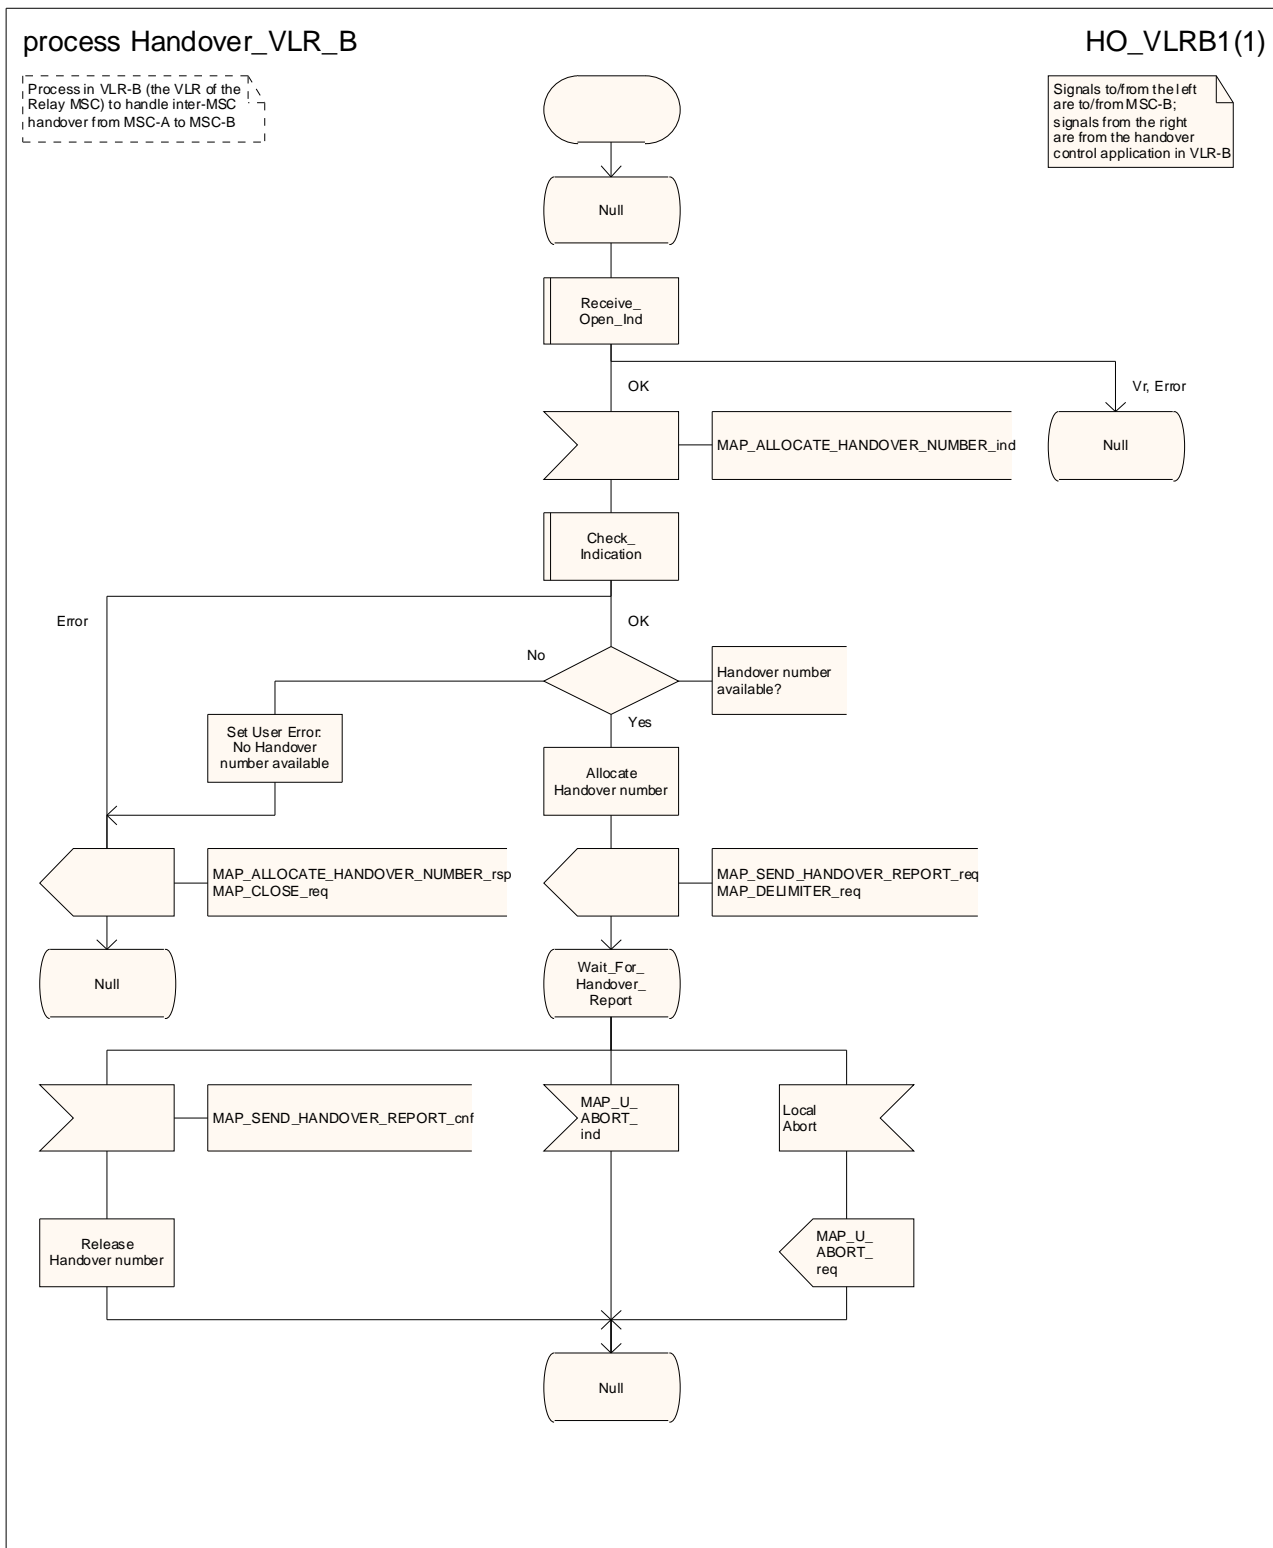 process Handover_VLR_B
HO_VLRB1(1)
Process in VLR-B (the VLR of the
Relay MSC) to handle inter-MSC
handover from MSC-A to MSC-B
Signals to/from the left
are to/from MSC-B;
signals from the right
are from the handover
control application in VLR-B
Null
Receive_
Open_Ind
OK
Vr, Error
MAP_ALLOCATE_HANDOVER_NUMBER_ind
Null
Check_
Indication
Error
OK
No
Handover number
available?
Yes
Set User Error:
No Handover
number available
Allocate
Handover number
MAP_ALLOCATE_HANDOVER_NUMBER_rsp
MAP_CLOSE_req
MAP_SEND_HANDOVER_REPORT_req
MAP_DELIMITER_req
Null
Wait_For_
Handover_
Report
MAP_SEND_HANDOVER_REPORT_cnf
MAP_U_
ABORT_
ind
Local
Abort
Release
Handover number
MAP_U_
ABORT_
req
Null